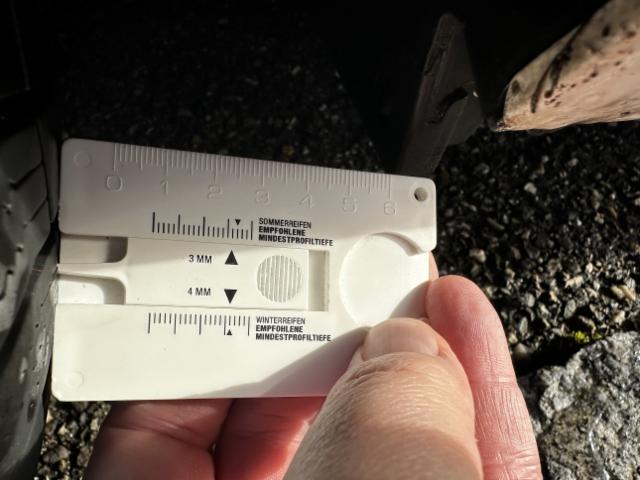 0 1 2 3 4 5 6
SOMMERREIFEN
EMPFOHLENE
MINDESTPROFILTIEFE
3 MM
4 MM
WINTERREIFEN
EMPFOHLENE
MINDESTPROFILTIEFE